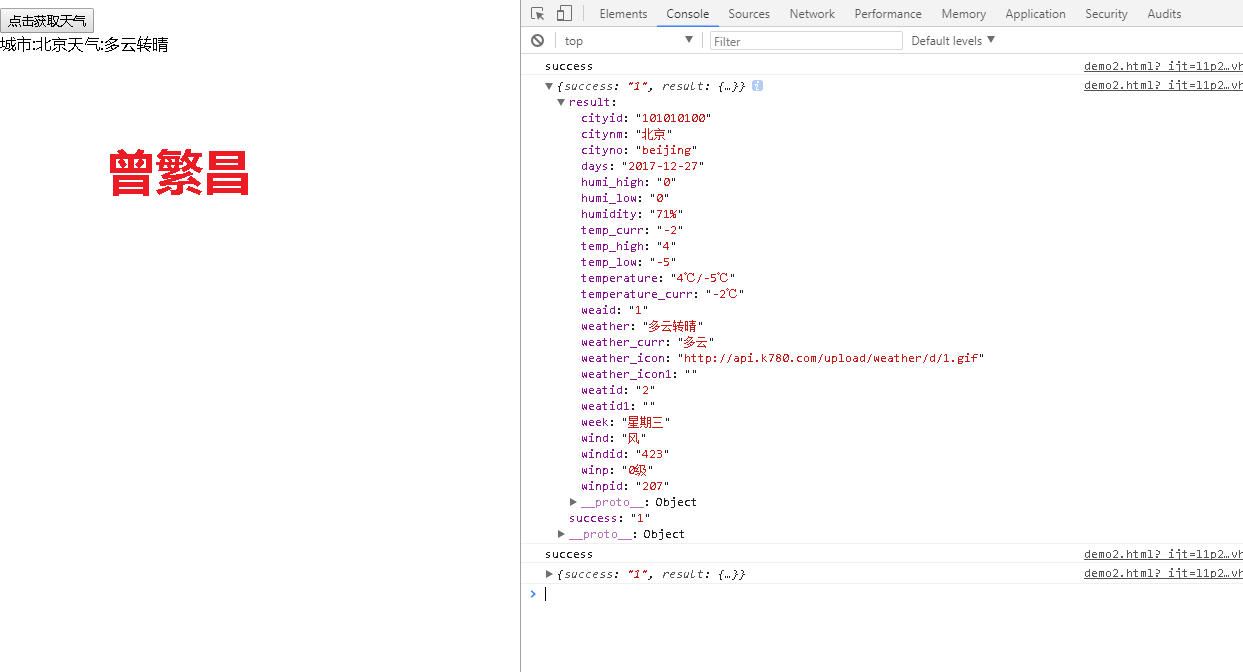 点击获取天气
城市:北京天气:多云转晴
曾繁昌
Elements Console Sources Network Performance Memory Application Security Audits
top Filter Default levels
success demo2.html?_ijt=l1p2…vh
{success: "1", result: {…}} demo2.html?_ijt=l1p2…vh
result:
cityid: "101010100"
citynm: "北京"
cityno: "beijing"
days: "2017-12-27"
humi_high: "0"
humi_low: "0"
humidity: "71%"
temp_curr: "-2"
temp_high: "4"
temp_low: "-5"
temperature: "4℃/-5℃"
temperature_curr: "-2℃"
weaid: "1"
weather: "多云转晴"
weather_curr: "多云"
weather_icon: "http://api.k780.com/upload/weather/d/1.gif"
weather_icon1: ""
weatid: "2"
weatid1: ""
week: "星期三"
wind: "风"
windid: "423"
winp: "0级"
winpid: "207"
__proto__: Object
success: "1"
__proto__: Object
success demo2.html?_ijt=l1p2…vh
{success: "1", result: {…}} demo2.html?_ijt=l1p2…vh